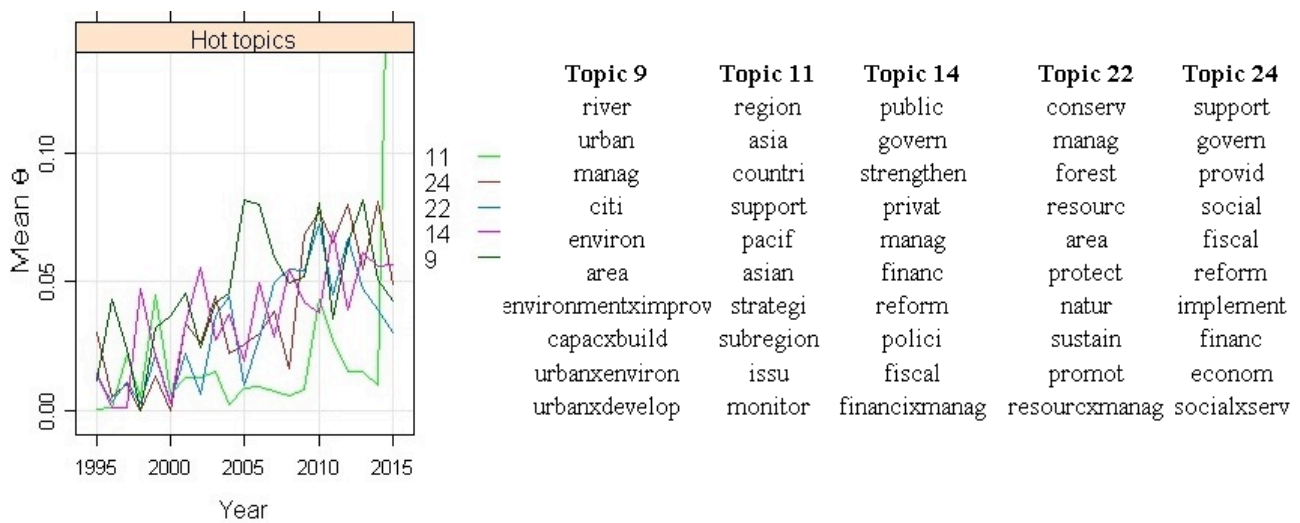 Hot topics
0.10
0.05
0.00
Mean θ
1995 2000 2005 2010 2015
Year
11
24
22
14
9
Topic 9 Topic 11 Topic 14 Topic 22 Topic 24
river region public conserv support
urban asia govern manag govern
manag countri strengthen forest provid
citi support privat resourc social
environ pacif manag area fiscal
area asian financ protect reform
environmentximprov strategi reform natur implement
capacxbuild subregion polici sustain financ
urbanxenviron issu fiscal promot econom
urbanxdevelop monitor financixmanag resourcxmanag socialxserv